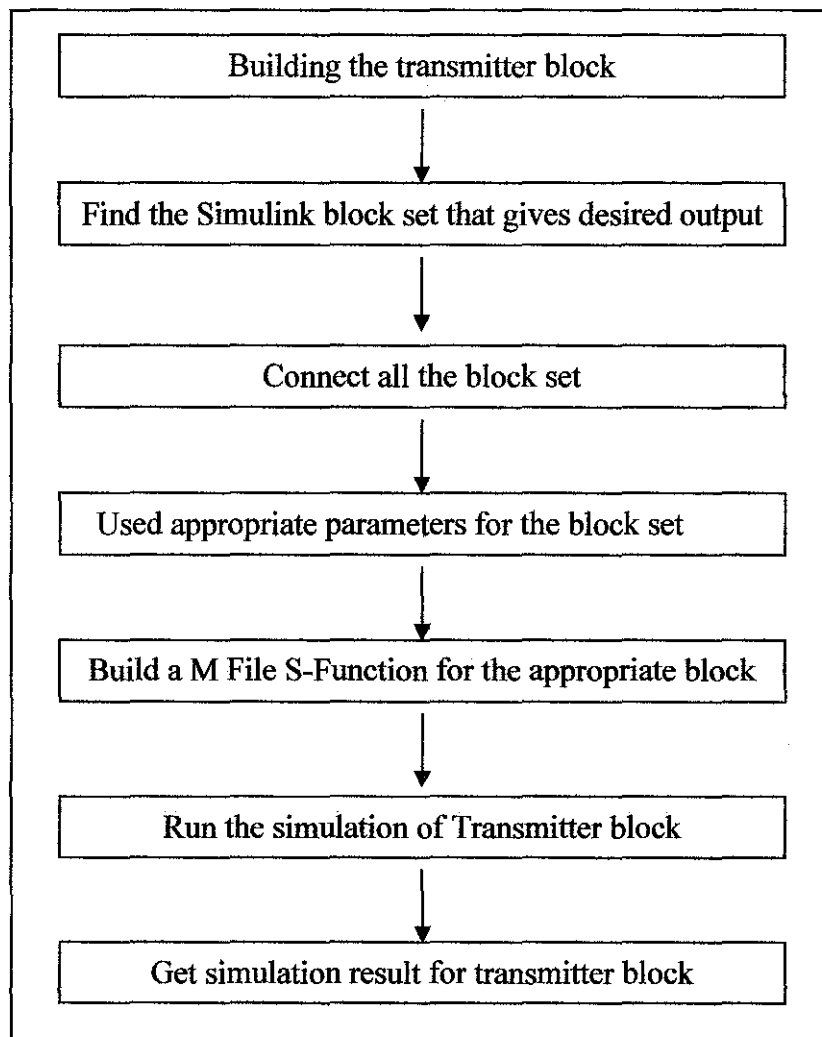 Building the transmitter block
Find the Simulink block set that gives desired output
Connect all the block set
Used appropriate parameters for the block set
Build a M File S-Function for the appropriate block
Run the simulation of Transmitter block
Get simulation result for transmitter block